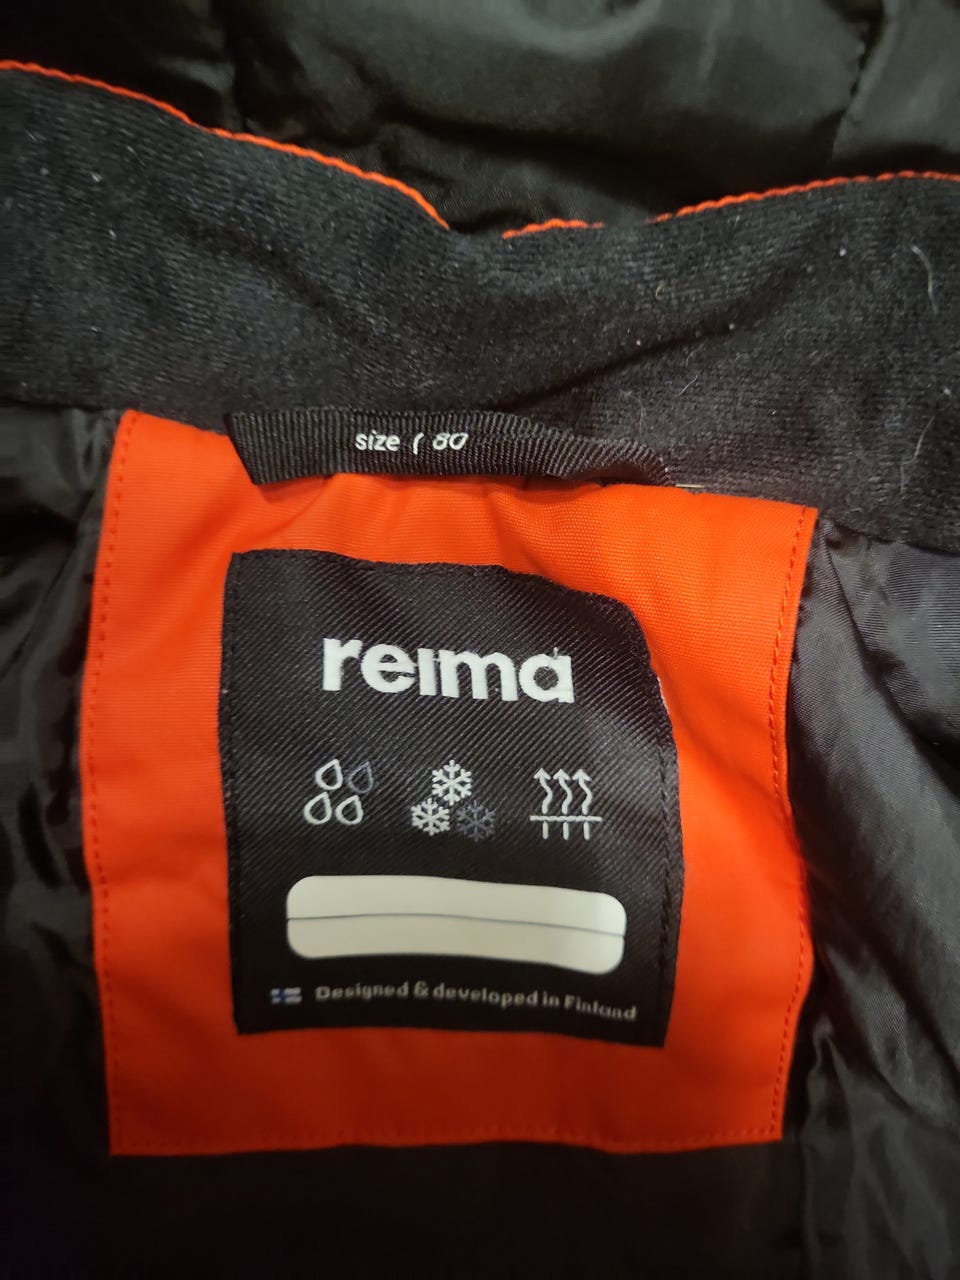 size / 80
reima
Designed & developed in Finland